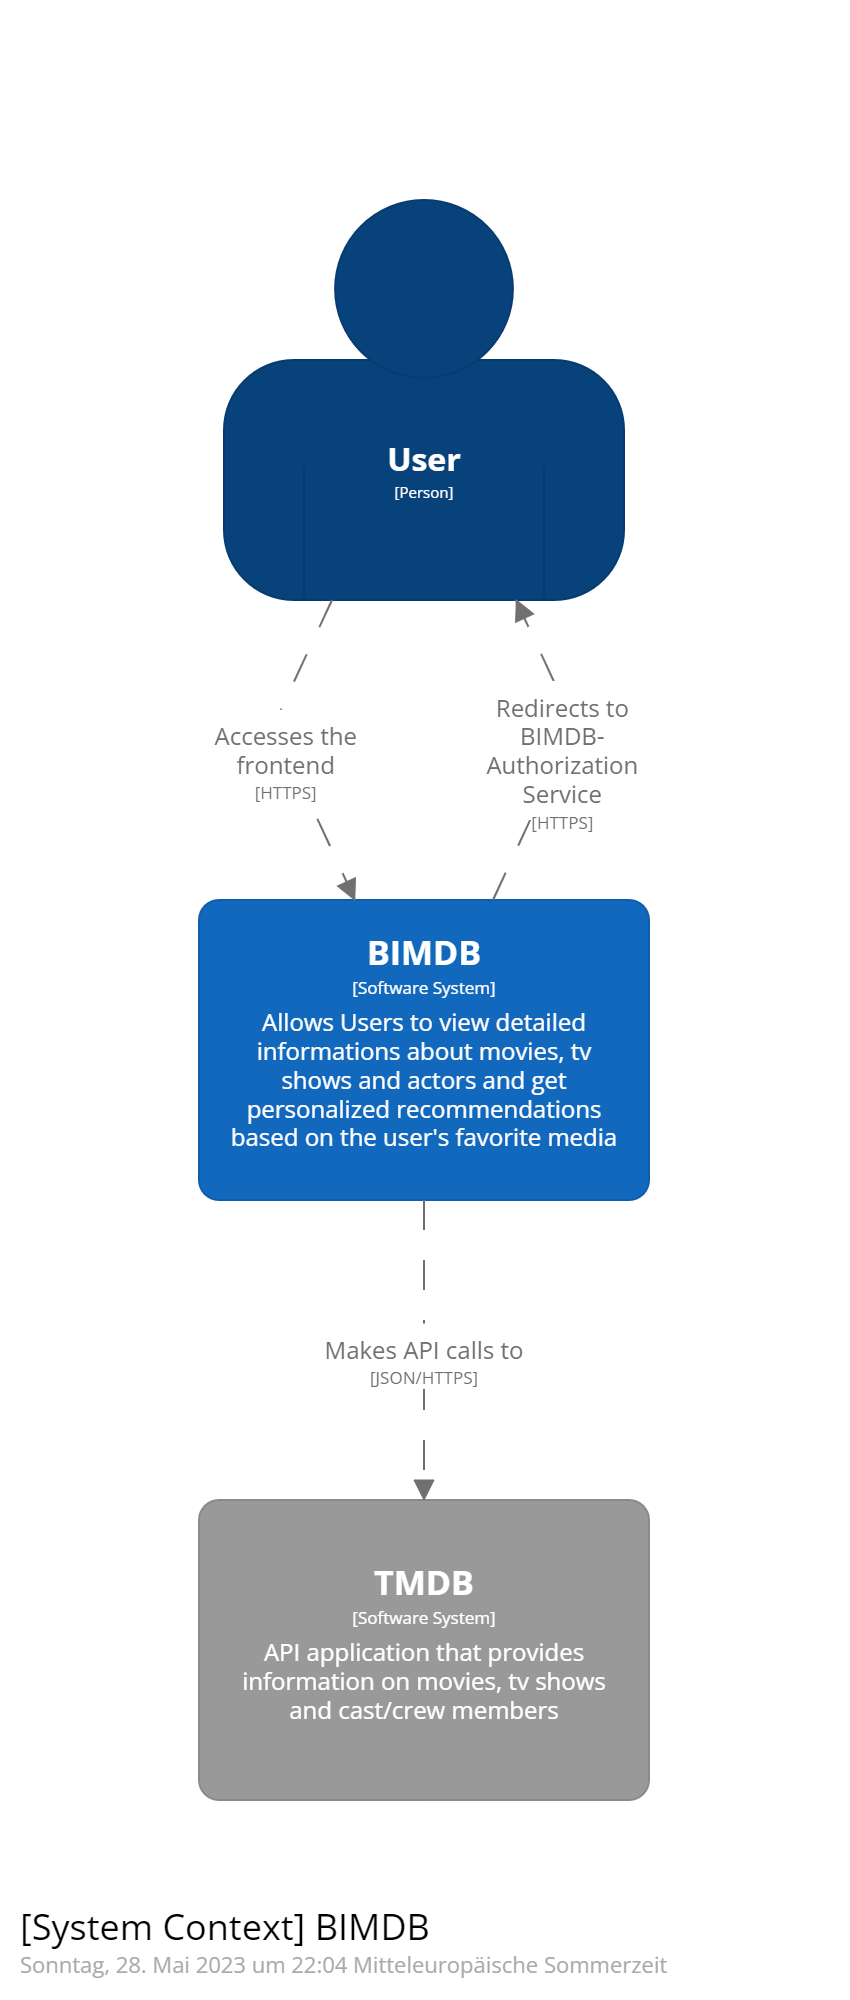 User
[Person]
Accesses the
frontend
[HTTPS]
Redirects to
BIMDB-
Authorization
Service
[HTTPS]
BIMDB
[Software System]
Allows Users to view detailed
informations about movies, tv
shows and actors and get
personalized recommendations
based on the user's favorite media
Makes API calls to
[JSON/HTTPS]
TMDB
[Software System]
API application that provides
information on movies, tv shows
and cast/crew members
[System Context] BIMDB
Sonntag, 28. Mai 2023 um 22:04 Mitteleuropäische Sommerzeit